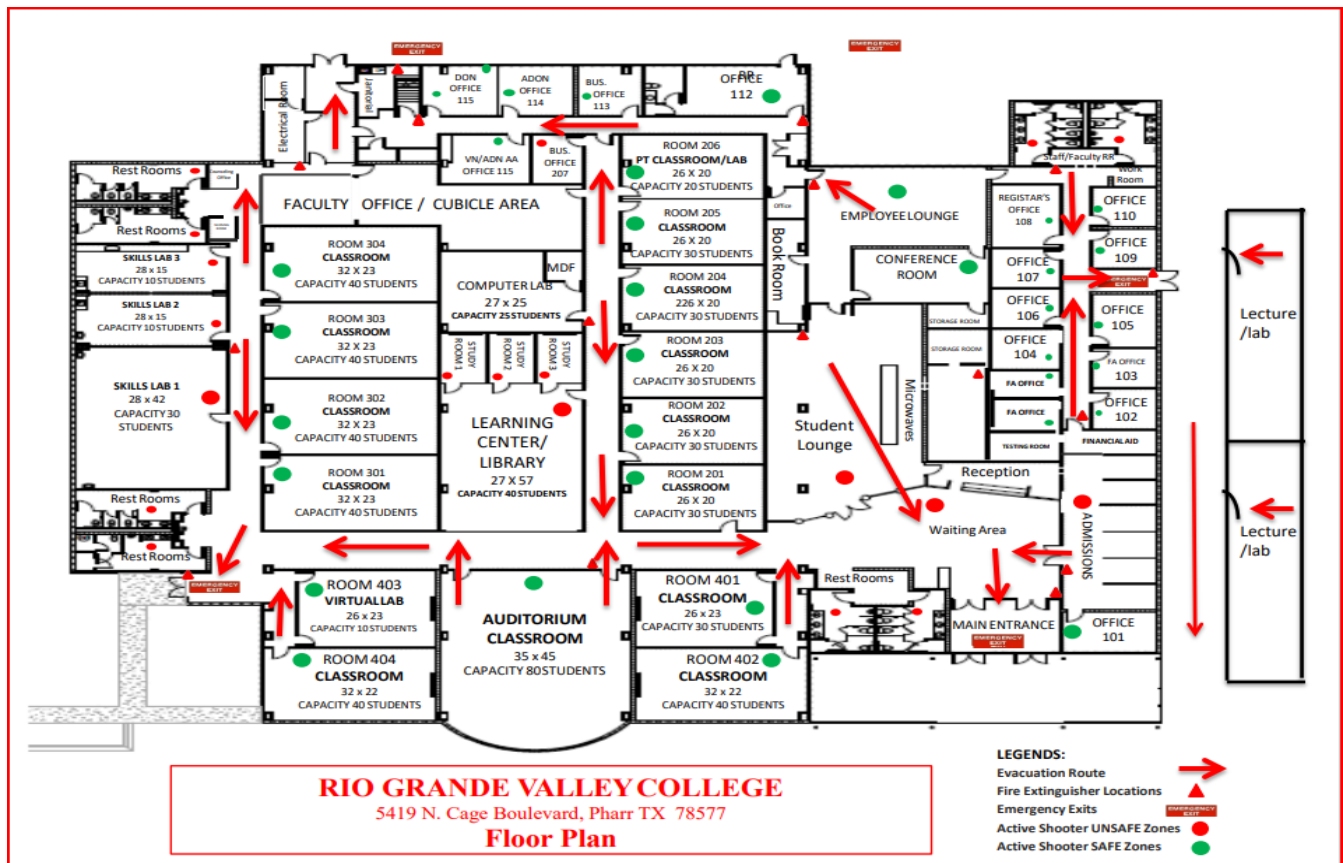 EMERGENCY
EXIT
EMERGENCY
EXIT
Electrical Room
Janitorial
DON
OFFICE
115
ADON
OFFICE
114
BUS.
OFFICE
113
RR
OFFICE
112
VN/ADN AA
OFFICE 115
BUS.
OFFICE
207
ROOM 206
PT CLASSROOM/LAB
26 X 20
CAPACITY 20 STUDENTS
Staff/Faculty RR
Work
Room
Rest Rooms
Counseling
Office
Rest Rooms
FACULTY OFFICE / CUBICLE AREA
Office
EMPLOYEE LOUNGE
REGISTAR'S
OFFICE
108
OFFICE
110
ROOM 205
CLASSROOM
26 X 20
CAPACITY 30 STUDENTS
Book Room
OFFICE
109
ROOM 304
CLASSROOM
32 X 23
CAPACITY 40 STUDENTS
SKILLS LAB 3
28 x 15
CAPACITY 10 STUDENTS
MDF
COMPUTER LAB
27 x 25
CAPACITY 25 STUDENTS
ROOM 204
CLASSROOM
226 X 20
CAPACITY 30 STUDENTS
CONFERENCE
ROOM
OFFICE
107
EMERGENCY
EXIT
SKILLS LAB 2
28 x 15
CAPACITY 10 STUDENTS
ROOM 303
CLASSROOM
32 X 23
CAPACITY 40 STUDENTS
OFFICE
106
OFFICE
105
STORAGE ROOM
STORAGE ROOM
OFFICE
104
Lecture
/lab
STUDY
ROOM 1
STUDY
ROOM 2
STUDY
ROOM 3
ROOM 203
CLASSROOM
26 X 20
CAPACITY 30 STUDENTS
FA OFFICE
103
SKILLS LAB 1
28 x 42
CAPACITY 30
STUDENTS
ROOM 302
CLASSROOM
32 X 23
CAPACITY 40 STUDENTS
Microwaves
FA OFFICE
FA OFFICE
OFFICE
102
LEARNING
CENTER/
LIBRARY
27 X 57
CAPACITY 40 STUDENTS
ROOM 202
CLASSROOM
26 X 20
CAPACITY 30 STUDENTS
Student
Lounge
TESTING ROOM
FINANCIAL AID
ROOM 301
CLASSROOM
32 X 23
CAPACITY 40 STUDENTS
ROOM 201
CLASSROOM
26 X 20
CAPACITY 30 STUDENTS
Reception
Rest Rooms
Waiting Area
ADMISSIONS
Lecture
/lab
Rest Rooms
EMERGENCY
EXIT
ROOM 403
VIRTUALLAB
26 x 23
CAPACITY 10 STUDENTS
AUDITORIUM
CLASSROOM
35 x 45
CAPACITY 80 STUDENTS
ROOM 401
CLASSROOM
26 x 23
CAPACITY 30 STUDENTS
Rest Rooms
MAIN ENTRANCE
EMERGENCY
EXIT
OFFICE
101
ROOM 404
CLASSROOM
32 x 22
CAPACITY 40 STUDENTS
ROOM 402
CLASSROOM
32 x 22
CAPACITY 40 STUDENTS
RIO GRANDE VALLEY COLLEGE
5419 N. Cage Boulevard, Pharr TX 78577
Floor Plan
LEGENDS:
Evacuation Route
Fire Extinguisher Locations
Emergency Exits
EMERGENCY
EXIT
Active Shooter UNSAFE Zones
Active Shooter SAFE Zones